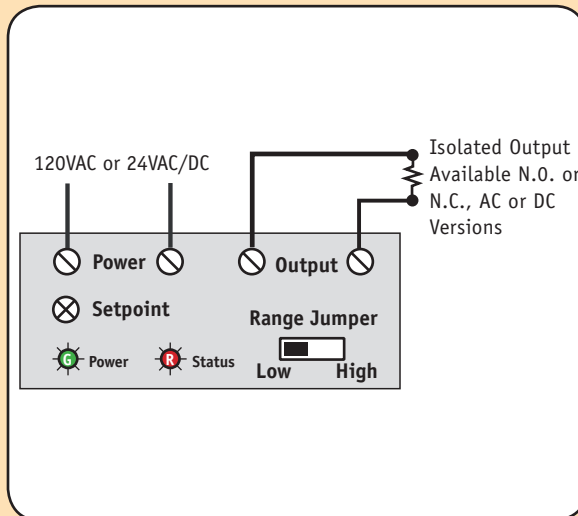 120VAC or 24VAC/DC
Isolated Output
Available N.O. or
N.C., AC or DC
Versions
Power
Output
Setpoint
Range Jumper
G Power
R Status
Low
High